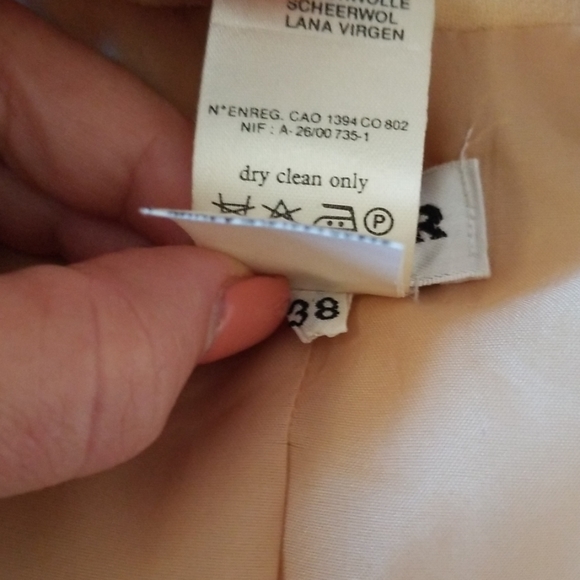 SCHEERWOL
LANA VIRGEN
N°ENREG. CAO 1394 CO 802
NIF : A- 26/00 735-1
dry clean only
P
R
38